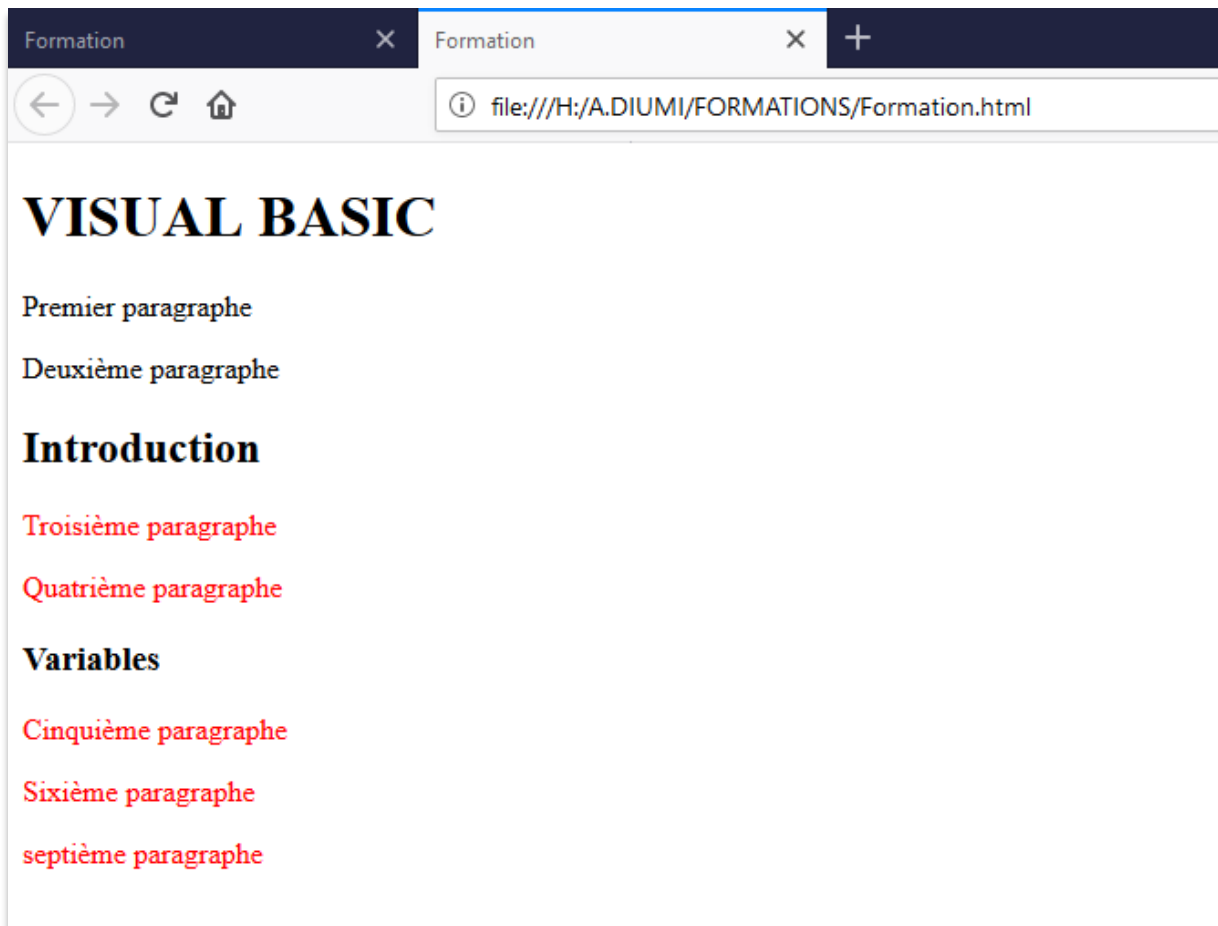 Formation
Formation
file:///H:/A.DIUMI/FORMATIONS/Formation.html
VISUAL BASIC
Premier paragraphe
Deuxième paragraphe
Introduction
Troisième paragraphe
Quatrième paragraphe
Variables
Cinquième paragraphe
Sixième paragraphe
septième paragraphe